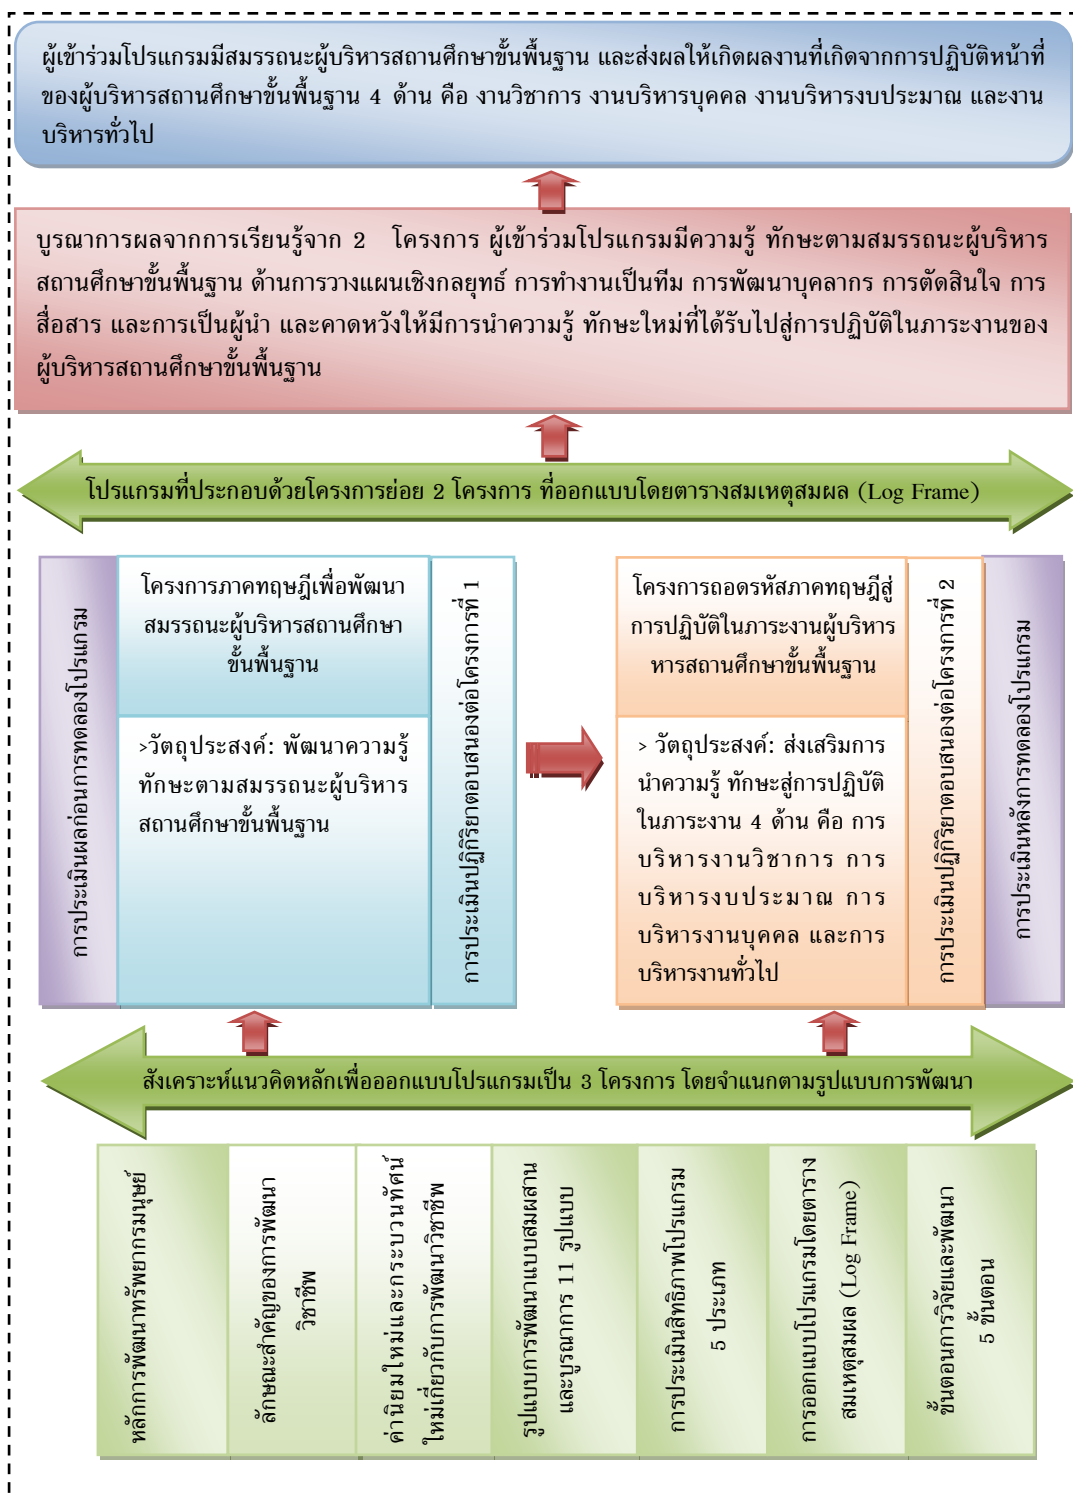 ผู้เข้าร่วมโปรแกรมมีสมรรถนะผู้บริหารสถานศึกษาขั้นพื้นฐาน และส่งผลให้เกิดผลงานที่เกิดจากการปฏิบัติหน้าที่
ของผู้บริหารสถานศึกษาขั้นพื้นฐาน 4 ด้าน คือ งานวิชาการ งานบริหารบุคคล งานบริหารงบประมาณ และงาน
บริหารทั่วไป
บูรณาการผลจากการเรียนรู้จาก 2 โครงการ ผู้เข้าร่วมโปรแกรมมีความรู้ ทักษะตามสมรรถนะผู้บริหาร
สถานศึกษาขั้นพื้นฐาน ด้านการวางแผนเชิงกลยุทธ์ การทำงานเป็นทีม การพัฒนาบุคลากร การตัดสินใจ การ
สื่อสาร และการเป็นผู้นำ และคาดหวังให้มีการนำความรู้ ทักษะใหม่ที่ได้รับไปสู่การปฏิบัติในภาระงานของ
ผู้บริหารสถานศึกษาขั้นพื้นฐาน
โปรแกรมที่ประกอบด้วยโครงการย่อย 2 โครงการ ที่ออกแบบโดยตารางสมเหตุสมผล (Log Frame)
การประเมินผลก่อนการทดลองโปรแกรม
โครงการภาคทฤษฎีเพื่อพัฒนา
สมรรถนะผู้บริหารสถานศึกษา
ขั้นพื้นฐาน
>วัตถุประสงค์: พัฒนาความรู้
ทักษะตามสมรรถนะผู้บริหาร
สถานศึกษาขั้นพื้นฐาน
การประเมินปฏิกิริยาตอบสนองต่อโครงการที่ 1
โครงการถอดรหัสภาคทฤษฎีสู่
การปฏิบัติในภาระงานผู้บริหาร
หารสถานศึกษาขั้นพื้นฐาน
> วัตถุประสงค์: ส่งเสริมการ
นำความรู้ ทักษะสู่การปฏิบัติ
ในภาระงาน 4 ด้าน คือ การ
บริหารงานวิชาการ การ
บริหารงบประมาณ การ
บริหารงานบุคคล และการ
บริหารงานทั่วไป
การประเมินปฏิกิริยาตอบสนองต่อโครงการที่ 2
การประเมินหลังการทดลองโปรแกรม
สังเคราะห์แนวคิดหลักเพื่อออกแบบโปรแกรมเป็น 3 โครงการ โดยจำแนกตามรูปแบบการพัฒนา
หลักการพัฒนาทรัพยากรมนุษย์
ลักษณะสำคัญของการพัฒนา
วิชาชีพ
ค่านิยมใหม่และกระบวนทัศน์
ใหม่เกี่ยวกับการพัฒนาวิชาชีพ
รูปแบบการพัฒนาแบบสมผสาน
และบูรณาการ 11 รูปแบบ
การประเมินสิทธิภาพโปรแกรม
5 ประเภท
การออกแบบโปรแกรมโดยตาราง
สมเหตุสมผล (Log Frame)
ขั้นตอนการวิจัยและพัฒนา
5 ขั้นตอน